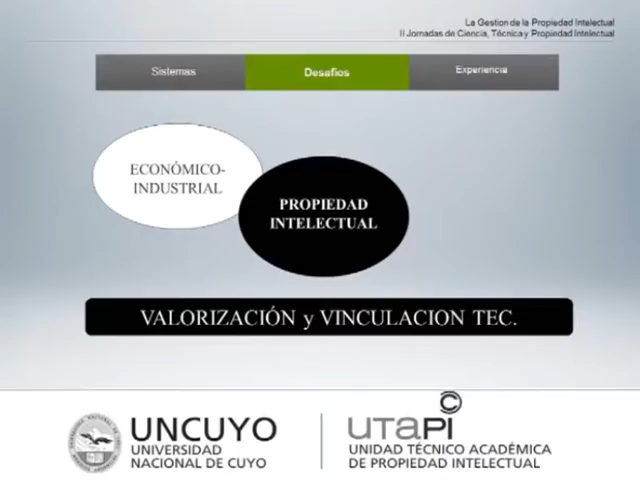 La Gestion de la Propiedad Intelectual
II Jornadas de Ciencia, Técnica y Propiedad Intelectual
Sistemas
Desafíos
Experiencia
ECONÓMICO-
INDUSTRIAL
PROPIEDAD
INTELECTUAL
VALORIZACIÓN y VINCULACION TEC.
UNCUYO
UNIVERSIDAD
NACIONAL DE CUYO
UTAPI
©
UNIDAD TÉCNICO ACADÉMICA
DE PROPIEDAD INTELECTUAL